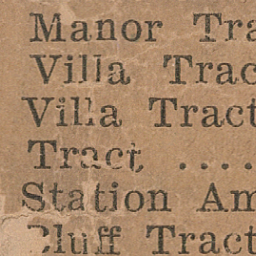 Manor Tra
Villa Trac
Villa Tract
Tract ....
Station Am
Bluff Tract